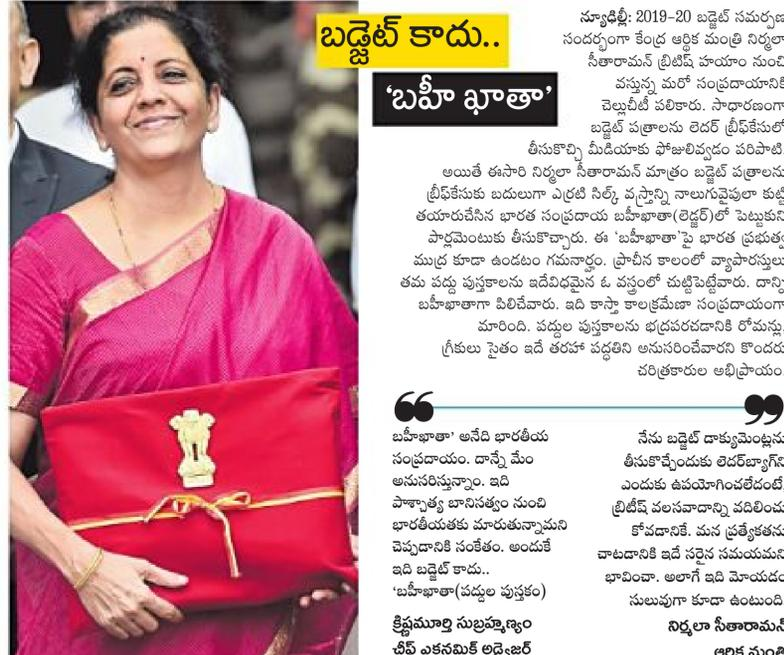 బడ్జెట్ కాదు..
‘బహీ ఖాతా’
న్యూఢిల్లీ: 2019-20 బడ్జెట్ సమర్పణ
సందర్భంగా కేంద్ర ఆర్థిక మంత్రి నిర్మలా
సీతారామన్ బ్రిటిష్ హయాం నుంచి
వస్తున్న మరో సంప్రదాయానికి
చెల్లుచీటీ పలికారు. సాధారణంగా
బడ్జెట్ పత్రాలను లెదర్ బ్రీఫ్‌కేసులో
తీసుకొచ్చి మీడియాకు ఫోజులివ్వడం పరిపాటి.
అయితే ఈసారి నిర్మలా సీతారామన్ మాత్రం బడ్జెట్ పత్రాలను
బ్రీఫ్‌కేసుకు బదులుగా ఎర్రటి సిల్క్ వస్త్రాన్ని నాలుగువైపులా కుట్టి
తయారుచేసిన భారత సంప్రదాయ బహీఖాతా(లెడ్జర్)లో పెట్టుకుని
పార్లమెంటుకు తీసుకొచ్చారు. ఈ ‘బహీఖాతా’పై భారత ప్రభుత్వ
ముద్ర కూడా ఉండటం గమనార్హం. ప్రాచీన కాలంలో వ్యాపారస్తులు
తమ పద్దు పుస్తకాలను ఇదేవిధమైన ఓ వస్త్రంలో చుట్టిపెట్టేవారు. దాన్ని
బహీఖాతాగా పిలిచేవారు. ఇది కాస్తా కాలక్రమేణా సంప్రదాయంగా
మారింది. పద్దుల పుస్తకాలను భద్రపరచడానికి రోమన్లు,
గ్రీకులు సైతం ఇదే తరహా పద్ధతిని అనుసరించేవారని కొందరు
చరిత్రకారుల అభిప్రాయం.
బహీఖాతా’ అనేది భారతీయ
సంప్రదాయం. దాన్నే మేం
అనుసరిస్తున్నాం. ఇది
పాశ్చాత్య బానిసత్వం నుంచి
భారతీయతకు మారుతున్నామని
చెప్పడానికి సంకేతం. అందుకే
ఇది బడ్జెట్ కాదు..
‘బహీఖాతా(పద్దుల పుస్తకం)
క్రిష్ణమూర్తి సుబ్రహ్మణ్యం
చీఫ్ ఎకనమిక్ అడ్వైజర్
నేను బడ్జెట్ డాక్యుమెంట్లను
తీసుకొచ్చేందుకు లెదర్‌బ్యాగ్‌ని
ఎందుకు ఉపయోగించలేదంటే,
బ్రిటీష్ వలసవాదాన్ని వదిలించు
కోవడానికే. మన ప్రత్యేకతను
చాటడానికి ఇదే సరైన సమయమని
భావించా. అలాగే ఇది మోయడం
సులువుగా కూడా ఉంటుంది.
నిర్మలా సీతారామన్
ఆర్థిక మంత్రి